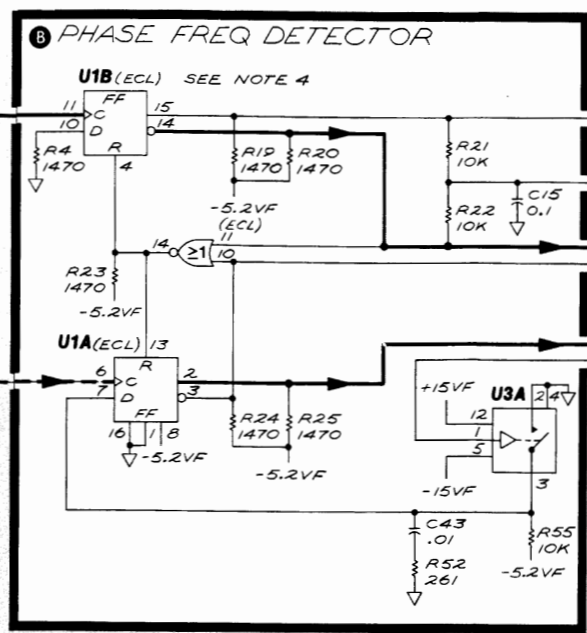 B PHASE FREQ DETECTOR
U1B (ECL) SEE NOTE 4
FF
11 C 15
10 D 14
R
4
R4
1470
R19
1470
R20
1470
R21
10K
-5.2VF
(ECL)
R22
10K
C15
0.1
14 ≥1 11
10
R23
1470
-5.2VF
U1A (ECL)
13
R
6 C 2
7 D 3
FF
16 1 8
-5.2VF
R24
1470
R25
1470
-5.2VF
+15VF
U3A
2 4
12
1
5
-15VF
3
C43
.01
R52
261
R55
10K
-5.2VF